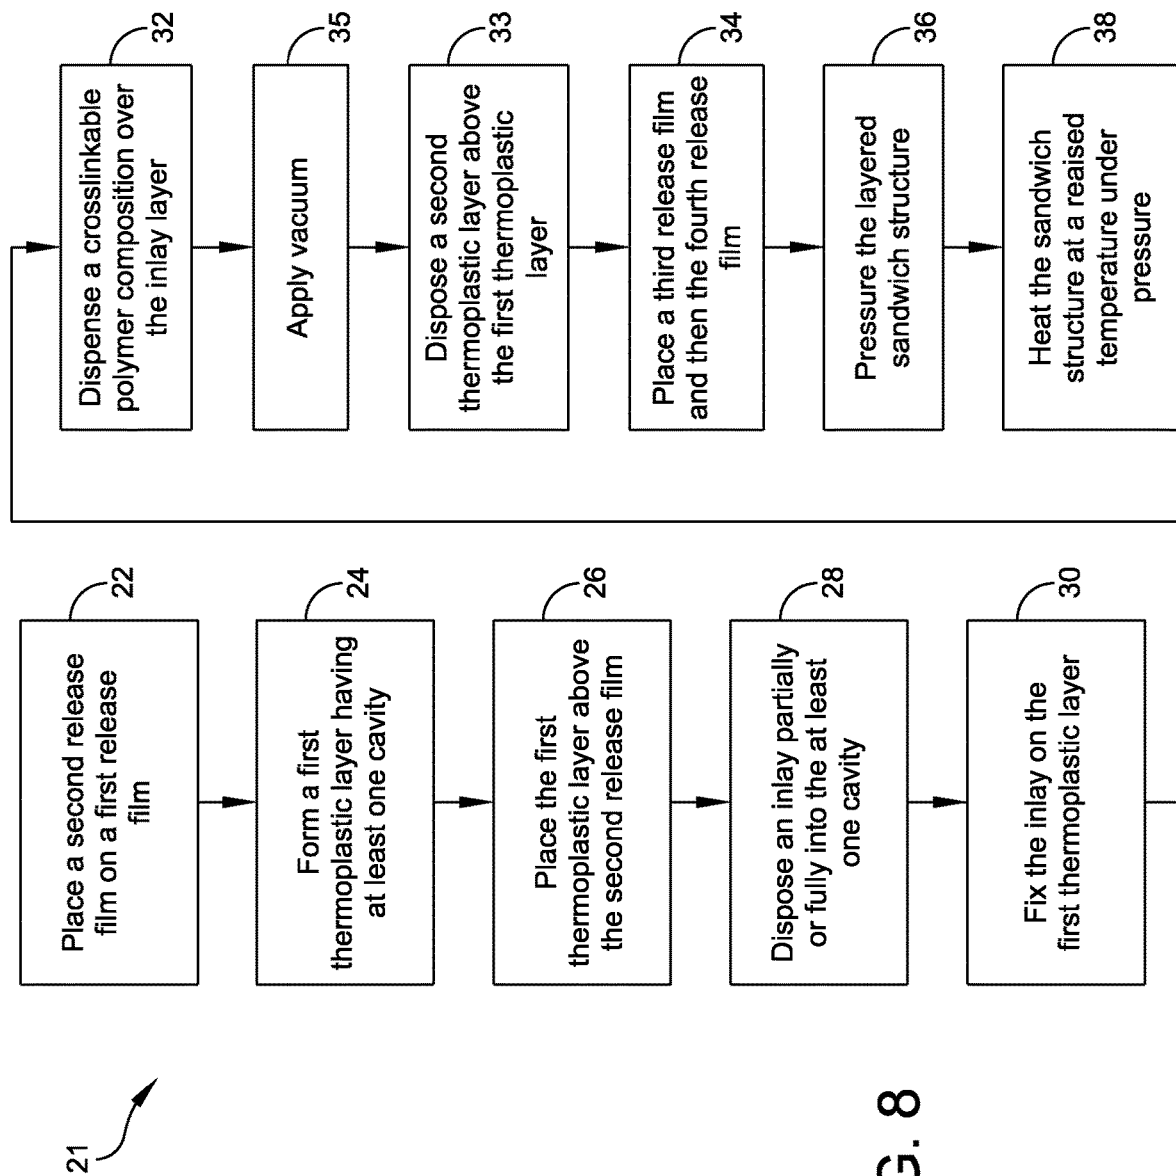 21
22
Place a second release
film on a first release
film
24
Form a first
thermoplastic layer having
at least one cavity
26
Place the first
thermoplastic layer above
the second release film
28
Dispose an inlay partially
or fully into the at least
one cavity
30
Fix the inlay on the
first thermoplastic layer
32
Dispense a crosslinkable
polymer composition over
the inlay layer
35
Apply vacuum
33
Dispose a second
thermoplastic layer above
the first thermoplastic
layer
34
Place a third release film
and then the fourth release
film
36
Pressure the layered
sandwich structure
38
Heat the sandwich
structure at a reaised
temperature under
pressure
G. 8